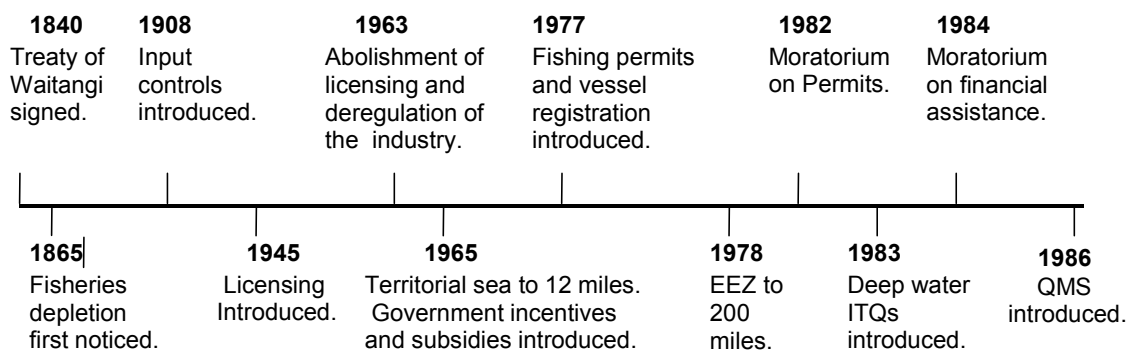 1840
Treaty of
Waitangi
signed.
1908
Input
controls
introduced.
1963
Abolishment of
licensing and
deregulation of
the industry.
1977
Fishing permits
and vessel
registration
introduced.
1982
Moratorium
on Permits.
1984
Moratorium
on financial
assistance.
1865
Fisheries
depletion
first noticed.
1945
Licensing
Introduced.
1965
Territorial sea to 12 miles.
Government incentives
and subsidies introduced.
1978
EEZ to
200
miles.
1983
Deep water
ITQs
introduced.
1986
QMS
introduced.